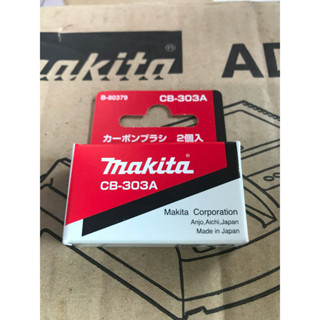 makita
AD
B-80379
CB-303A
カーボンブラシ 2個入
makita
CB-303A
Makita Corporation
Anjo,Aichi,Japan
Made in Japan